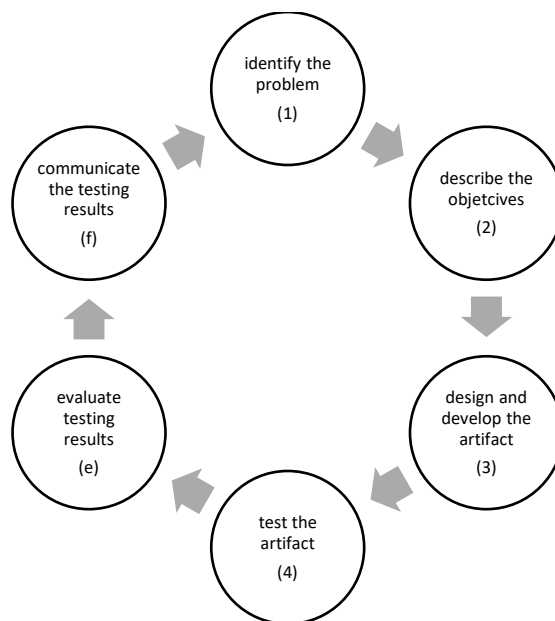 identify the
problem
(1)
describe the
objetcives
(2)
design and
develop the
artifact
(3)
test the
artifact
(4)
evaluate
testing
results
(e)
communicate
the testing
results
(f)